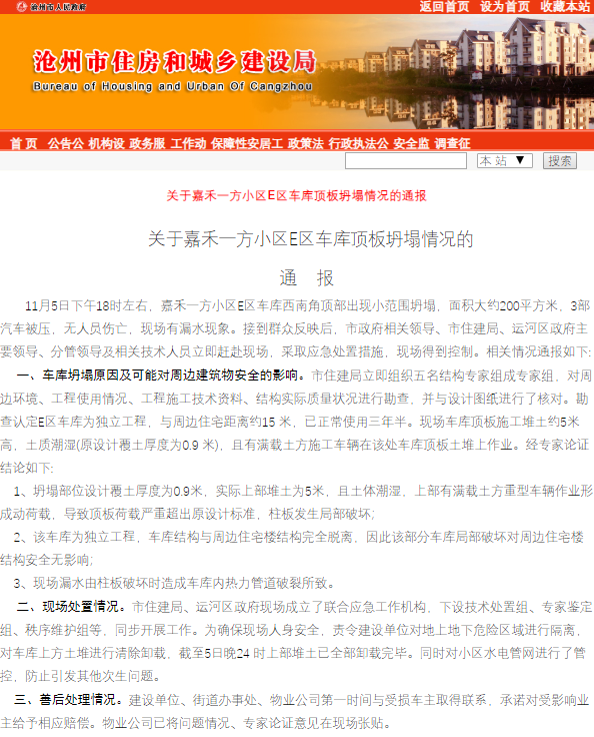 沧州市人民政府 返回首页 设为首页 收藏本站
沧州市住房和城乡建设局
Bureau of Housing and Urban Of Cangzhou
首 页 公告公 机构设 政务服 工作动 保障性安居工 政策法 行政执法公 安全监 调查征
本 站 ▼ 搜索
关于嘉禾一方小区E区车库顶板坍塌情况的通报
关于嘉禾一方小区E区车库顶板坍塌情况的
通 报
11月5日下午18时左右，嘉禾一方小区E区车库西南角顶部出现小范围坍塌，面积大约200平方米，3部
汽车被压，无人员伤亡，现场有漏水现象。接到群众反映后，市政府相关领导、市住建局、运河区政府主
要领导、分管领导及相关技术人员立即赶赴现场，采取应急处置措施，现场得到控制。相关情况通报如下:
一、车库坍塌原因及可能对周边建筑物安全的影响。市住建局立即组织五名结构专家组成专家组，对周
边环境、工程使用情况、工程施工技术资料、结构实际质量状况进行勘查，并与设计图纸进行了核对。勘
查认定E区车库为独立工程，与周边住宅距离约15 米，已正常使用三年半。现场车库顶板施工堆土约5米
高，土质潮湿(原设计覆土厚度为0.9 米)，且有满载土方施工车辆在该处车库顶板土堆上作业。经专家论证
结论如下:
1、坍塌部位设计覆土厚度为0.9米，实际上部堆土为5米，且土体潮湿，上部有满载土方重型车辆作业形
成动荷载，导致顶板荷载严重超出原设计标准，柱板发生局部破坏;
2、该车库为独立工程，车库结构与周边住宅楼结构完全脱离，因此该部分车库局部破坏对周边住宅楼
结构安全无影响;
3、现场漏水由柱板破坏时造成车库内热力管道破裂所致。
二、现场处置情况。市住建局、运河区政府现场成立了联合应急工作机构，下设技术处置组、专家鉴定
组、秩序维护组等，同步开展工作。为确保现场人身安全，责令建设单位对地上地下危险区域进行隔离，
对车库上方土堆进行清除卸载，截至5日晚24 时上部堆土已全部卸载完毕。同时对小区水电管网进行了管
控，防止引发其他次生问题。
三、善后处理情况。建设单位、街道办事处、物业公司第一时间与受损车主取得联系，承诺对受影响业
主给予相应赔偿。物业公司已将问题情况、专家论证意见在现场张贴。